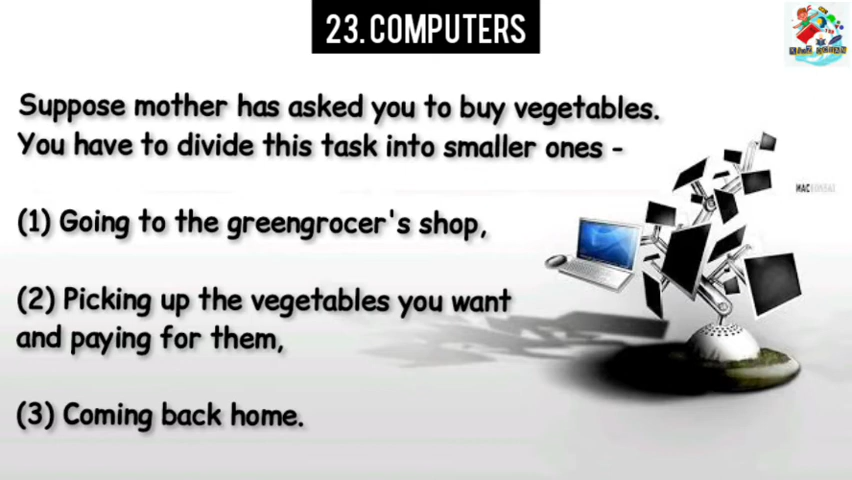 23. COMPUTERS
Suppose mother has asked you to buy vegetables.
You have to divide this task into smaller ones -
(1) Going to the greengrocer's shop,
(2) Picking up the vegetables you want
and paying for them,
(3) Coming back home.